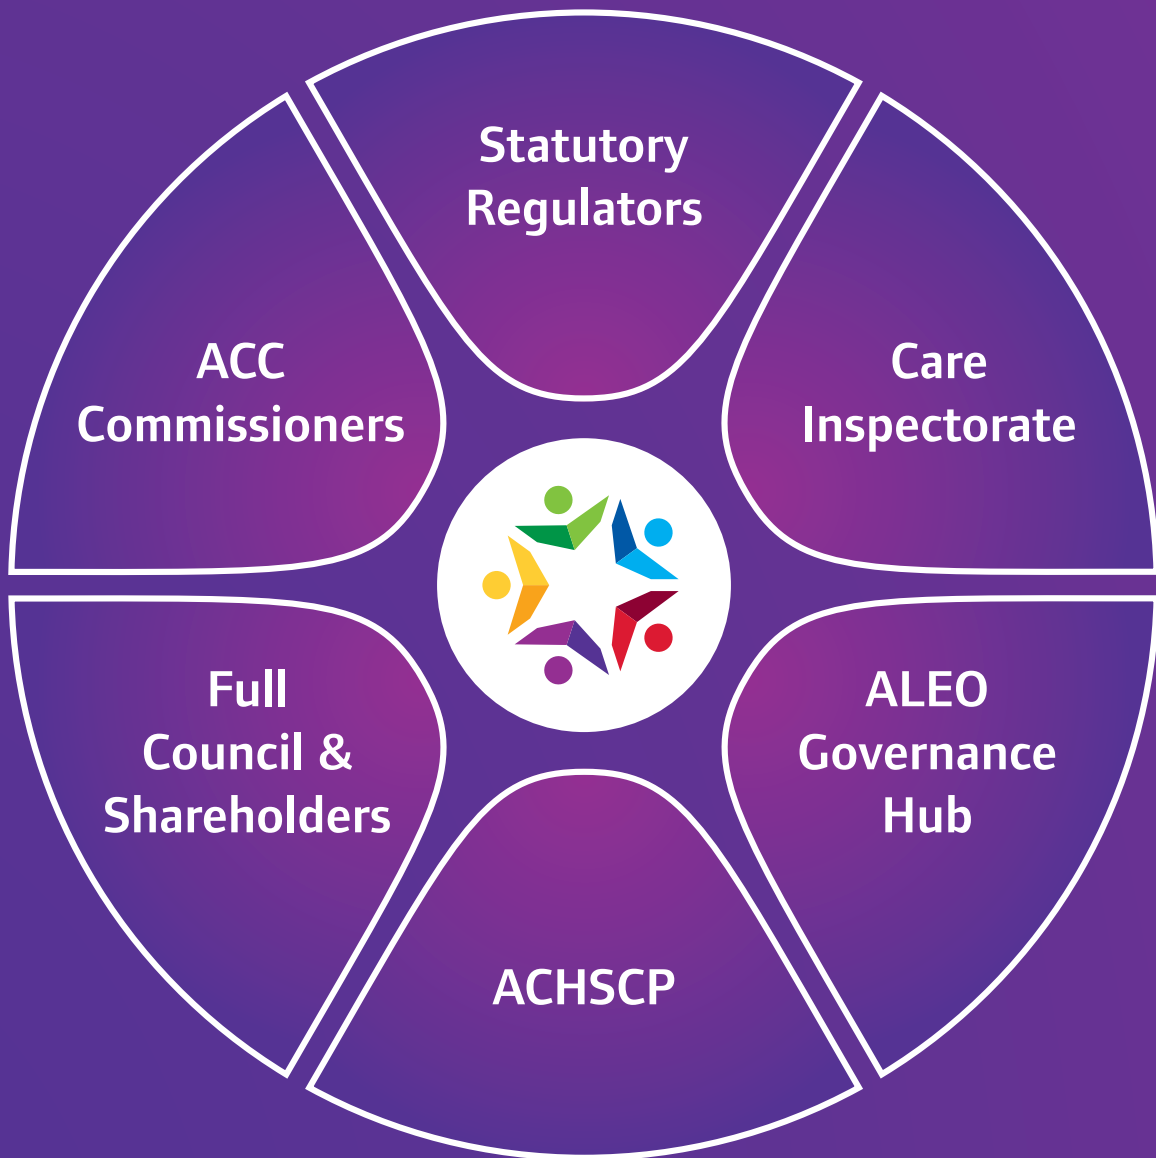 Statutory
Regulators
Care
Inspectorate
ALEO
Governance
Hub
ACHSCP
Full
Council &
Shareholders
ACC
Commissioners